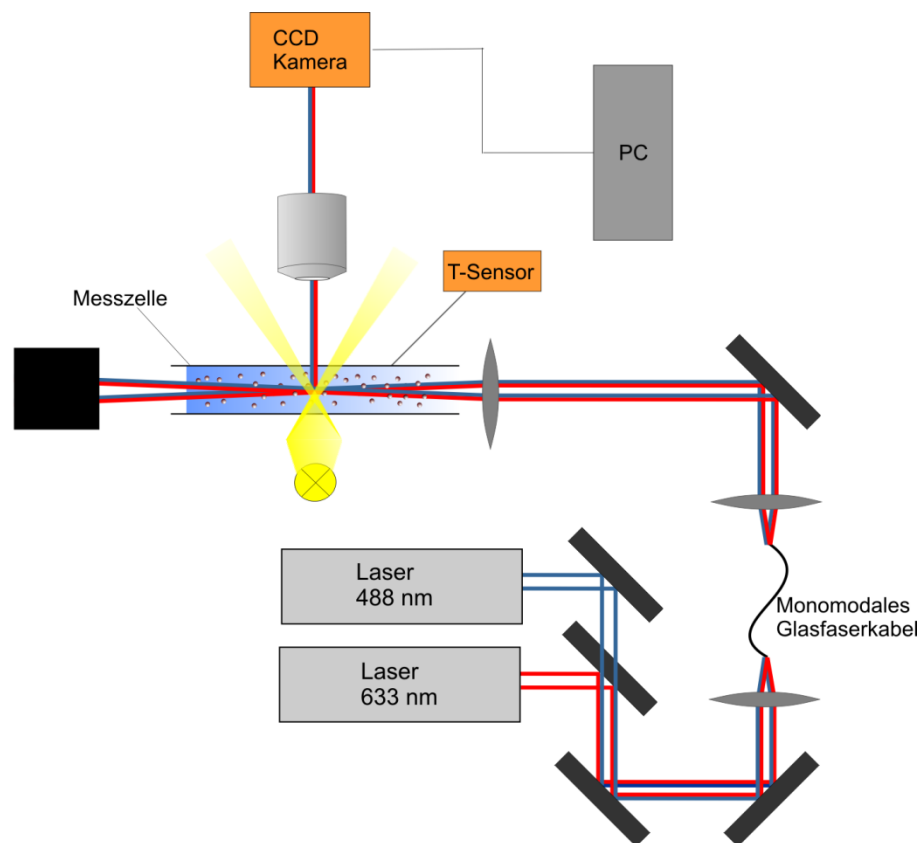 CCD
Kamera
PC
T-Sensor
Messzelle
Laser
488 nm
Monomodales
Glasfaserkabel
Laser
633 nm